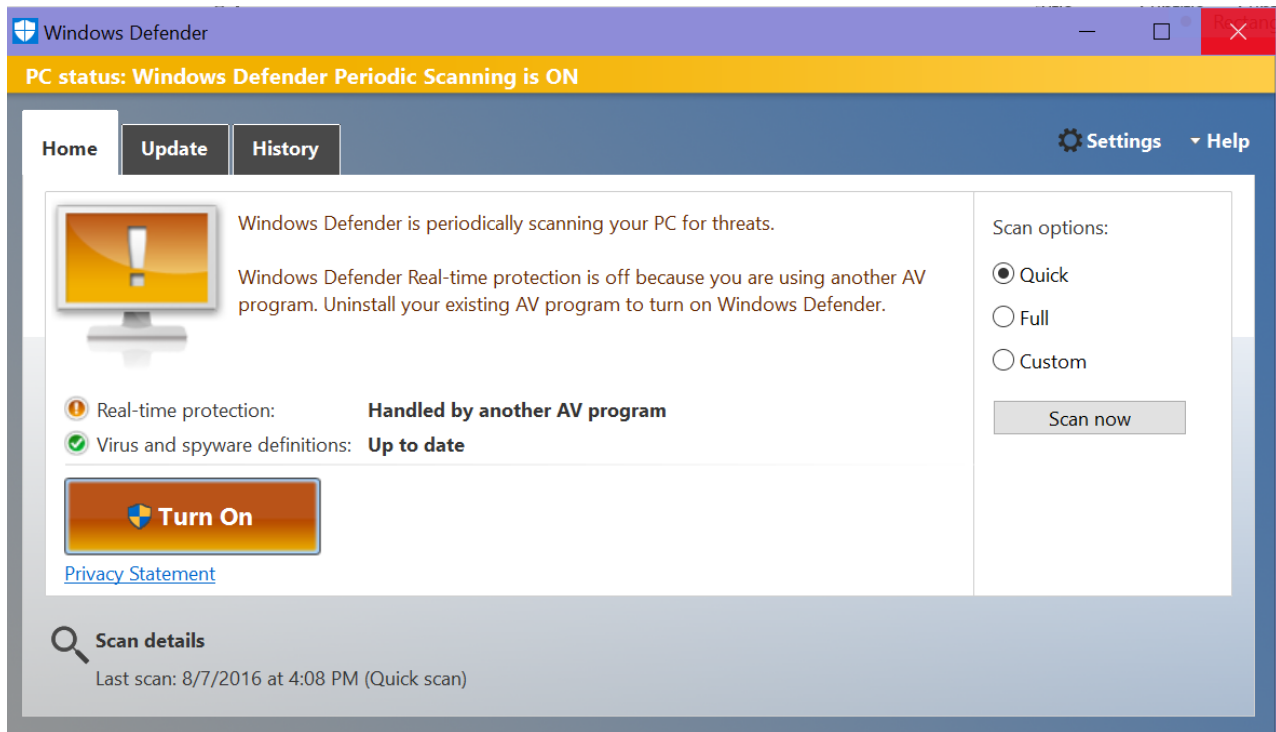 Windows Defender
PC status: Windows Defender Periodic Scanning is ON
Home
Update
History
Settings
Help
Windows Defender is periodically scanning your PC for threats.
Windows Defender Real-time protection is off because you are using another AV
program. Uninstall your existing AV program to turn on Windows Defender.
Real-time protection: Handled by another AV program
Virus and spyware definitions: Up to date
Turn On
Privacy Statement
Scan options:
Quick
Full
Custom
Scan now
Scan details
Last scan: 8/7/2016 at 4:08 PM (Quick scan)